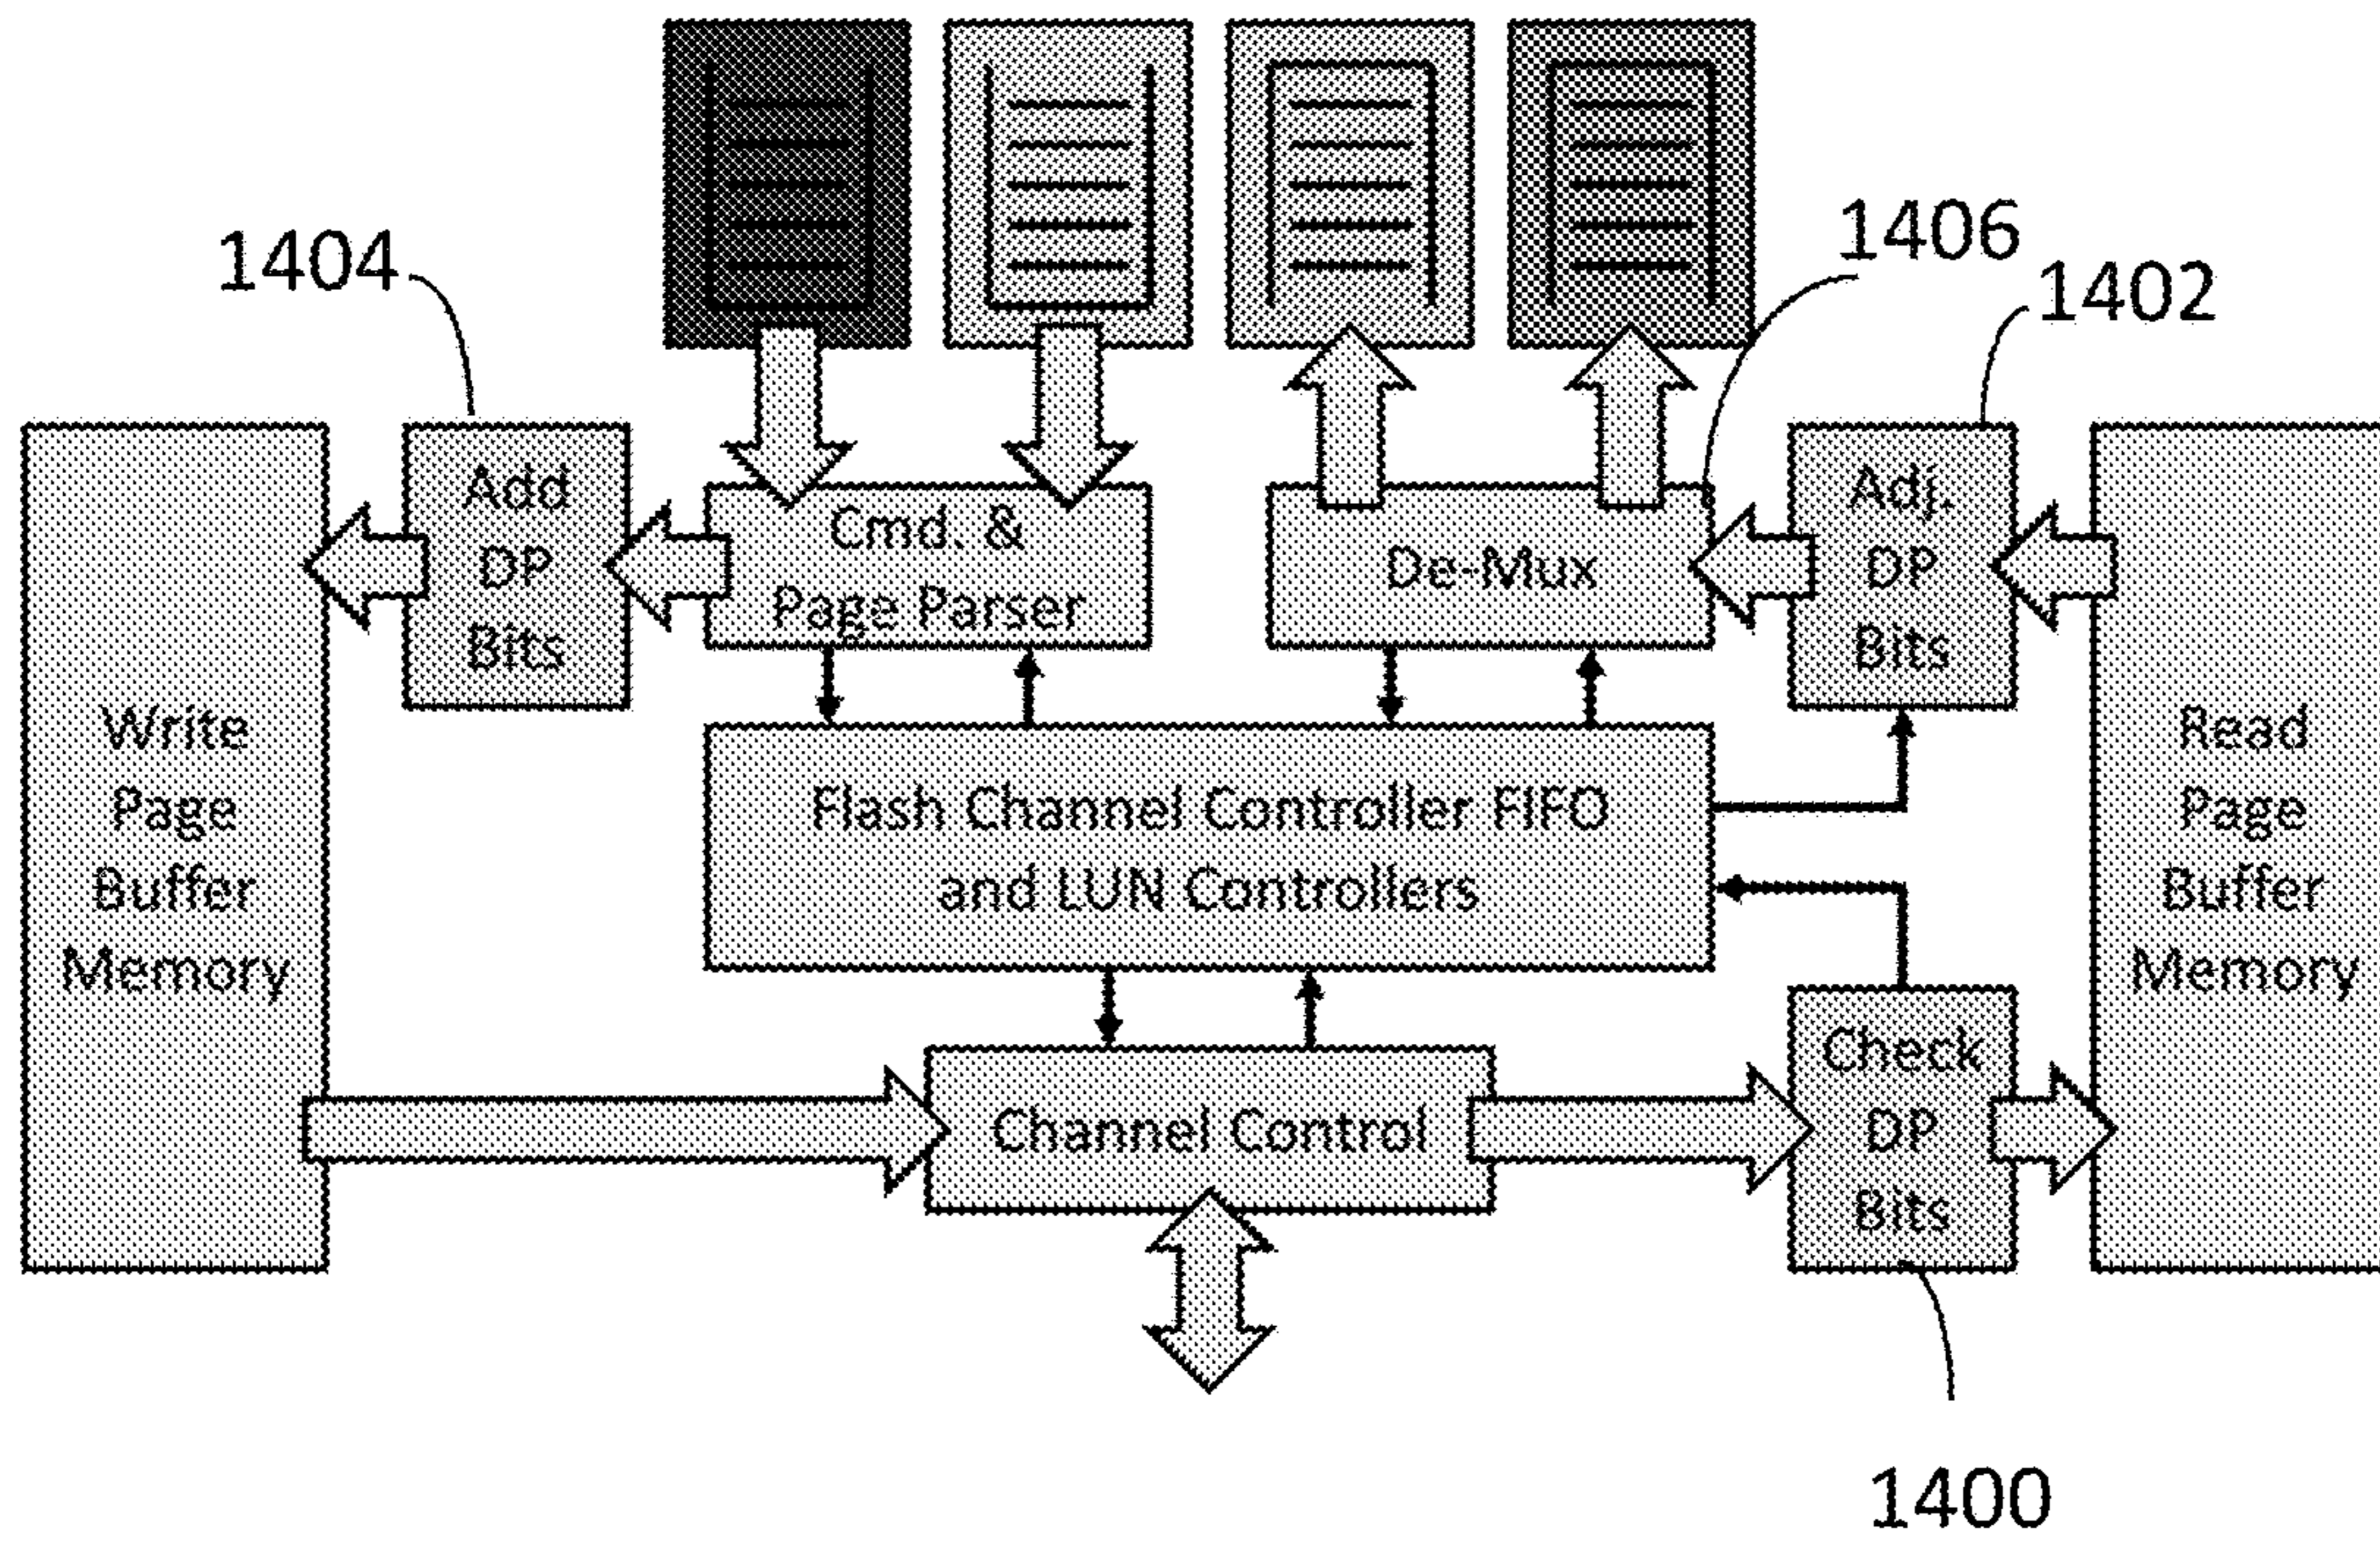 1404
1406
1402
Add
DP
Bits
Cmd. &
Page Parser
De-Mux
Adj.
DP
Bits
Write
Page
Buffer
Memory
Flash Channel Controller FIFO
and LUN Controllers
Read
Page
Buffer
Memory
Channel Control
Check
DP
Bits
1400